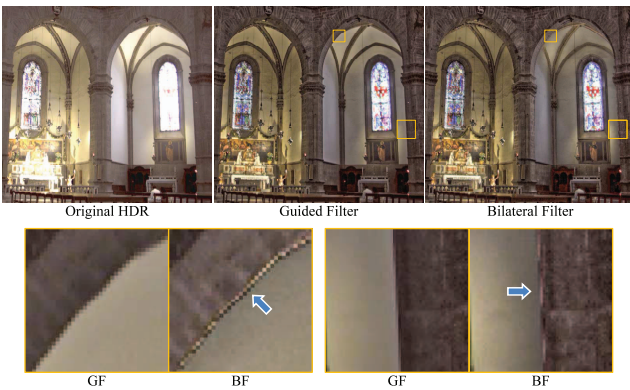 Original HDR
Guided Filter
Bilateral Filter
GF
BF
GF
BF